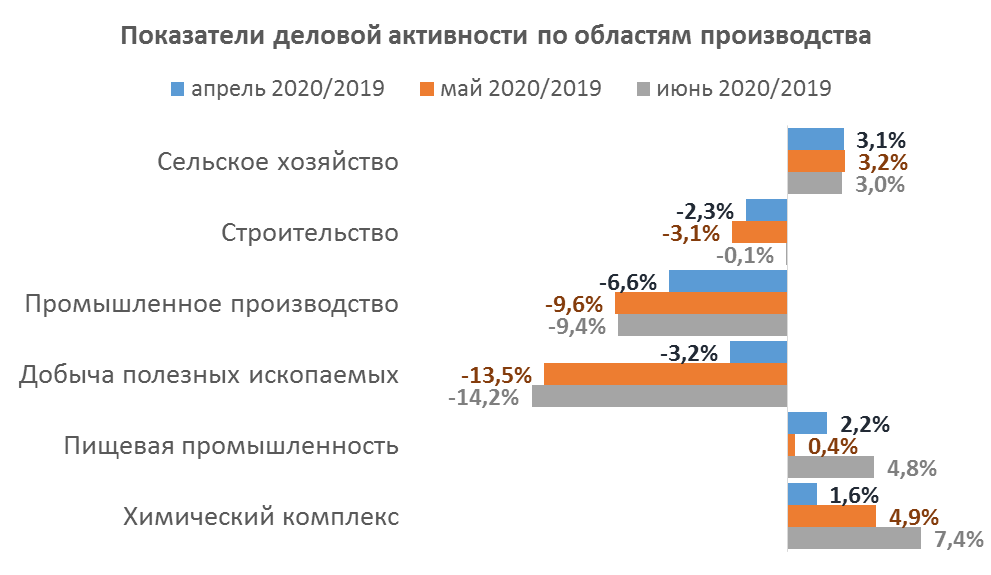 Показатели деловой активности по областям производства
апрель 2020/2019 май 2020/2019 июнь 2020/2019
Сельское хозяйство
3,1%
3,2%
3,0%
Строительство
-2,3%
-3,1%
-0,1%
Промышленное производство
-6,6%
-9,6%
-9,4%
Добыча полезных ископаемых
-3,2%
-13,5%
-14,2%
Пищевая промышленность
2,2%
0,4%
4,8%
Химический комплекс
1,6%
4,9%
7,4%